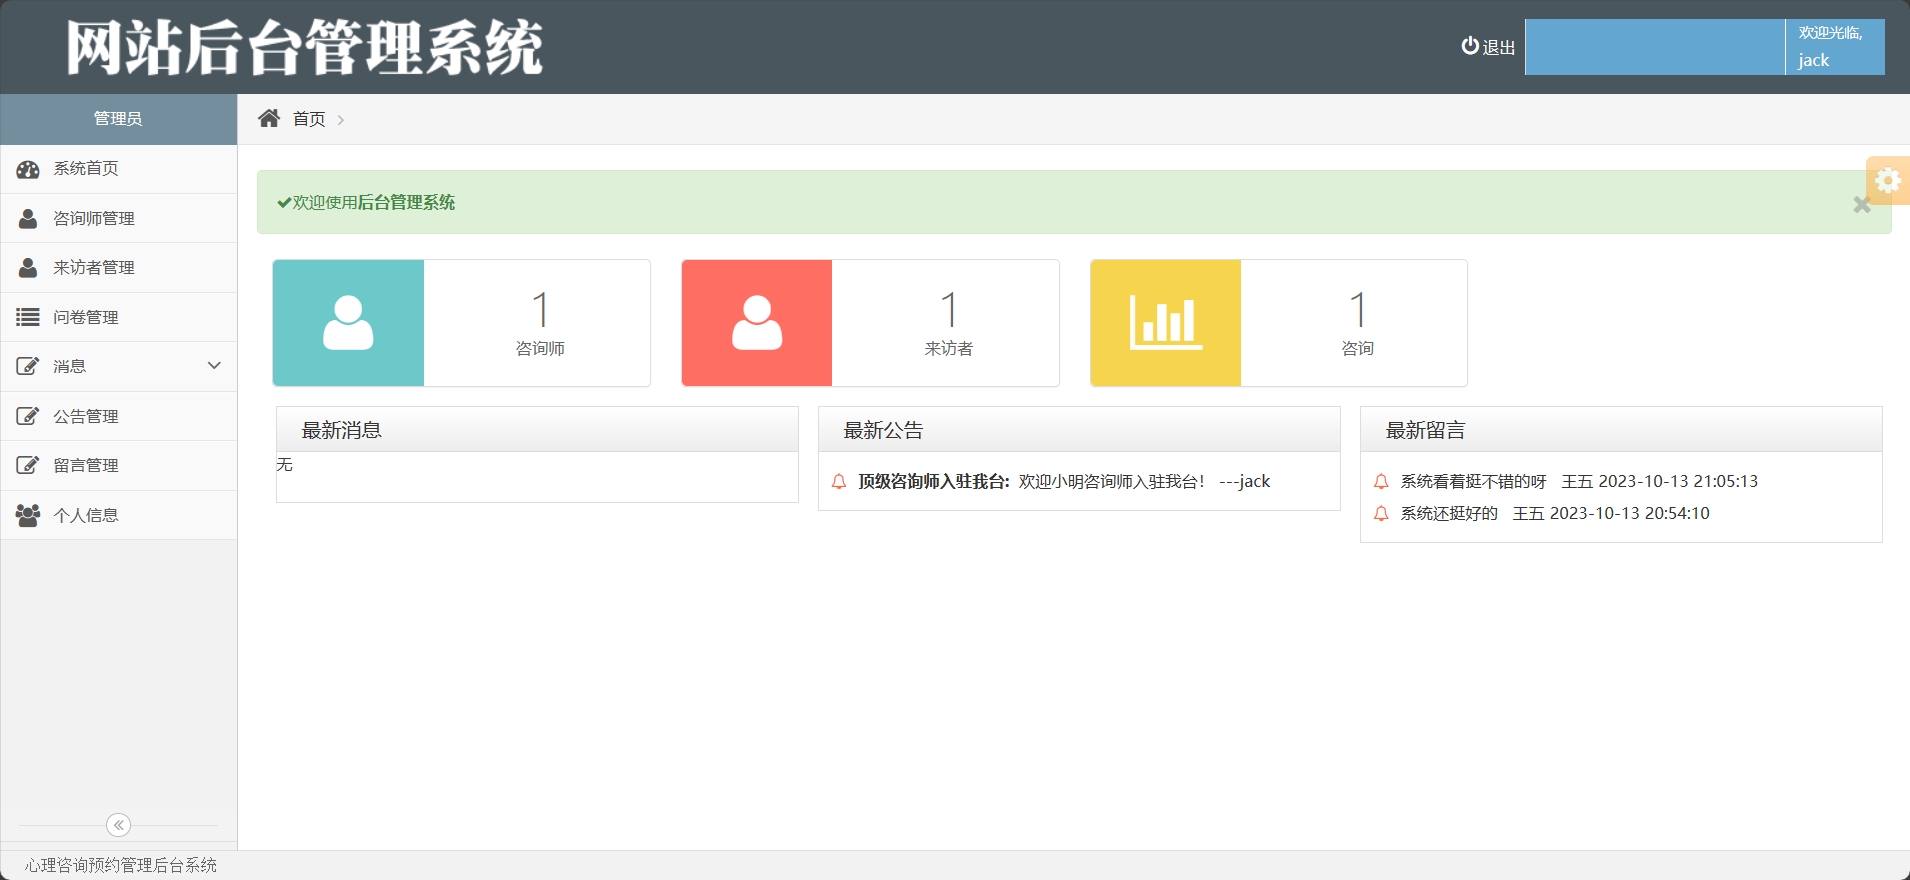 网站后台管理系统
退出
欢迎光临,
jack
管理员
首页
系统首页
咨询师管理
来访者管理
问卷管理
消息
公告管理
留言管理
个人信息
欢迎使用后台管理系统
1
咨询师
1
来访者
1
咨询
最新消息
无
最新公告
顶级咨询师入驻我台: 欢迎小明咨询师入驻我台! ---jack
最新留言
系统看着挺不错的呀 王五 2023-10-13 21:05:13
系统还挺好的 王五 2023-10-13 20:54:10
心理咨询预约管理后台系统